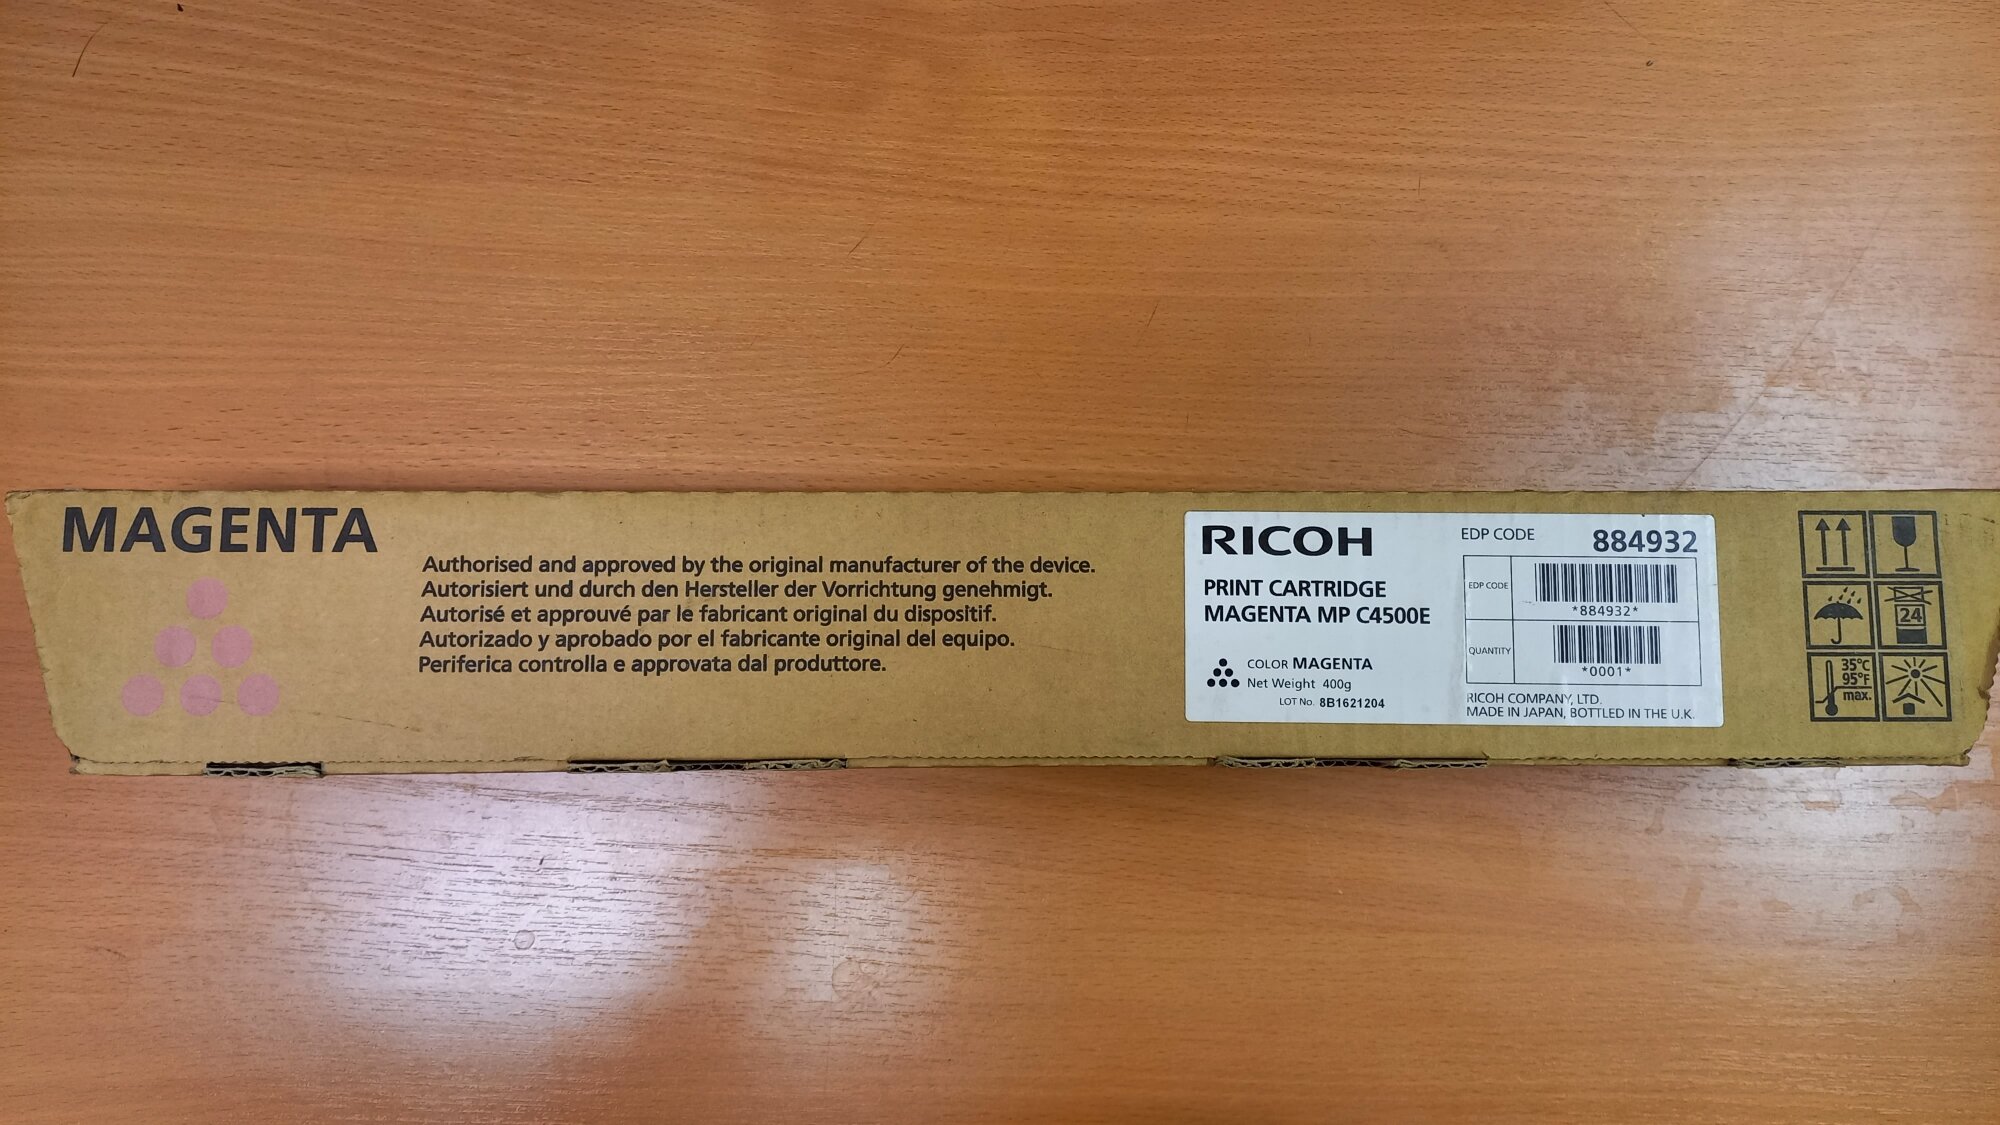 MAGENTA
Authorised and approved by the original manufacturer of the device.
Autorisiert und durch den Hersteller der Vorrichtung genehmigt.
Autorisé et approuvé par le fabricant original du dispositif.
Autorizado y aprobado por el fabricante original del equipo.
Periferica controlla e approvata dal produttore.
RICOH
PRINT CARTRIDGE
MAGENTA MP C4500E
COLOR MAGENTA
Net Weight 400g
LOT No. 8B1621204
EDP CODE 884932
EDP CODE
*884932*
QUANTITY
*0001*
RICOH COMPANY, LTD.
MADE IN JAPAN, BOTTLED IN THE U.K.
24
35°C
95°F
max.